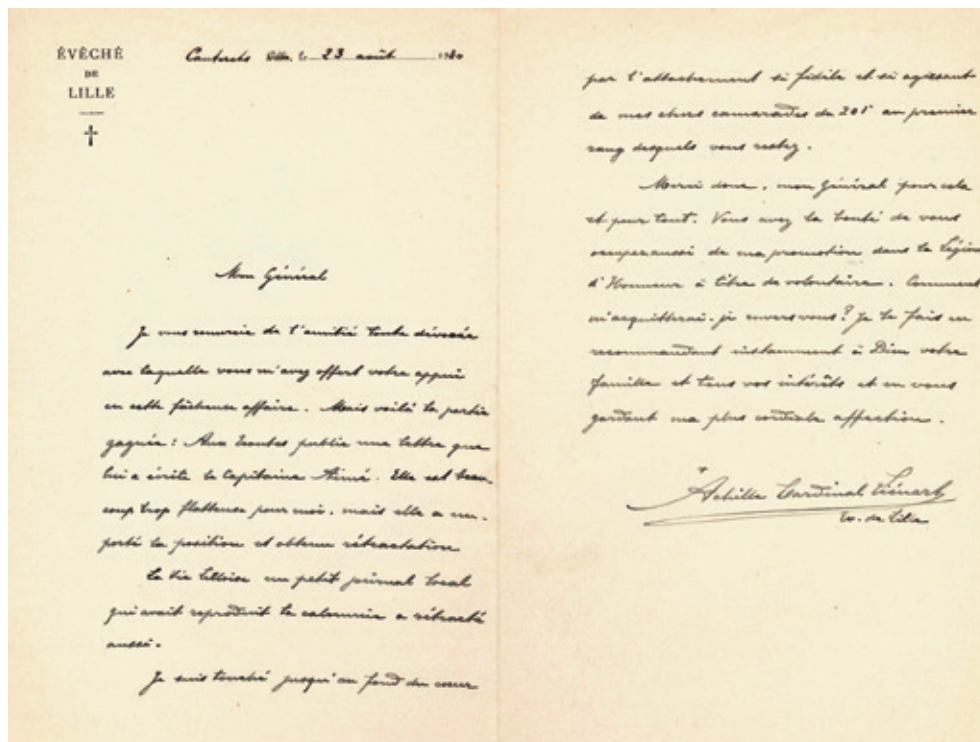 ÉVÊCHÉ
DE
LILLE
Cauterets Lille, le 23 août 19
Mon Général
Je vous remercie de l'amitié toute dévouée
avec laquelle vous m'avez offert votre appui
en cette fâcheuse affaire. Mais voilà la partie
gagnée : Aux Ecoutes publie une lettre que
lui a écrite le Capitaine Aimé. Elle est beau-
coup trop flatteuse pour moi, mais elle a em-
porté la position et obtenu rétractation
La Vie Lilloise un petit journal local
qui avait reproduit la calomnie a rétracté
aussi.
Je suis touché jusqu'au fond du cœur
par l'attachement si fidèle et si agissant
de mes chers camarades du 201e au premier
rang desquels vous restez.
Merci donc, mon Général pour cela
et pour tout. Vous avez la bonté de vous
occuper aussi de ma promotion dans la Légion
d'Honneur à titre de volontaire. Comment
m'acquitterai-je envers vous? Je le fais en
recommandant instamment à Dieu votre
famille et tous vos intérêts et en vous
gardant ma plus cordiale affection.
Achille Cardinal Liénart
Ev. de Lille